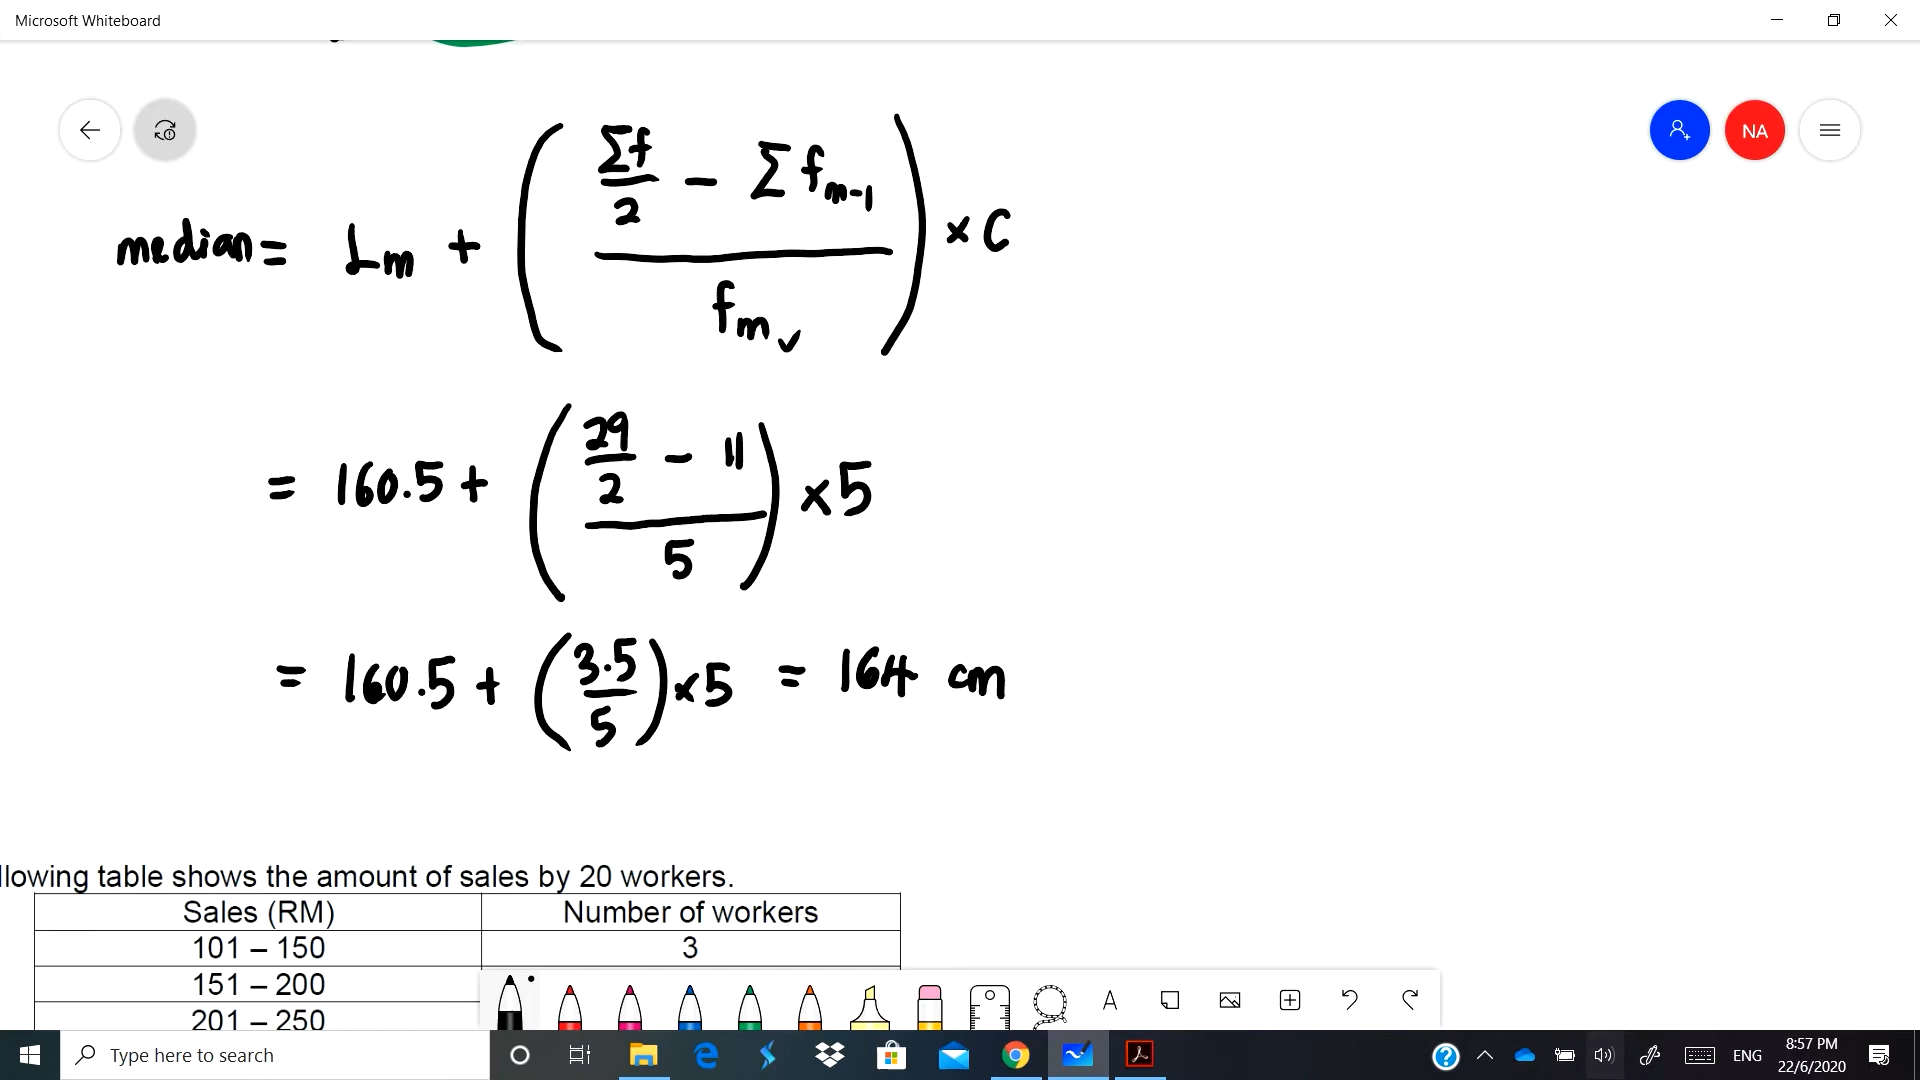 Microsoft Whiteboard
NA
median = Lm + ( (Σf/2 − Σfm-1) / fm ) × C
= 160.5 + ( (29/2 − 11) / 5 ) × 5
= 160.5 + (3.5/5) × 5 = 164 cm
llowing table shows the amount of sales by 20 workers.
Sales (RM) Number of workers
101 – 150 3
151 – 200
201 – 250
A
Type here to search
ENG
8:57 PM
22/6/2020